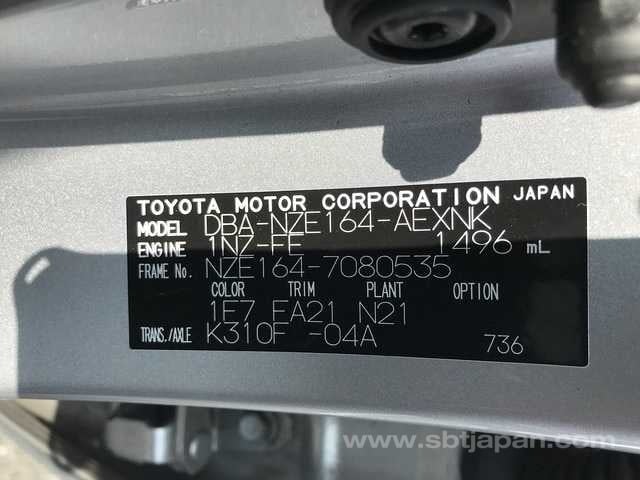 TOYOTA MOTOR CORPORATION JAPAN
MODEL DBA-NZE164-AEXNK
ENGINE 1NZ-FE 1496 mL
FRAME No. NZE164-7080535
COLOR TRIM PLANT OPTION
1E7 FA21 N21
TRANS./AXLE K310F -04A 736
www.sbtjapan.com